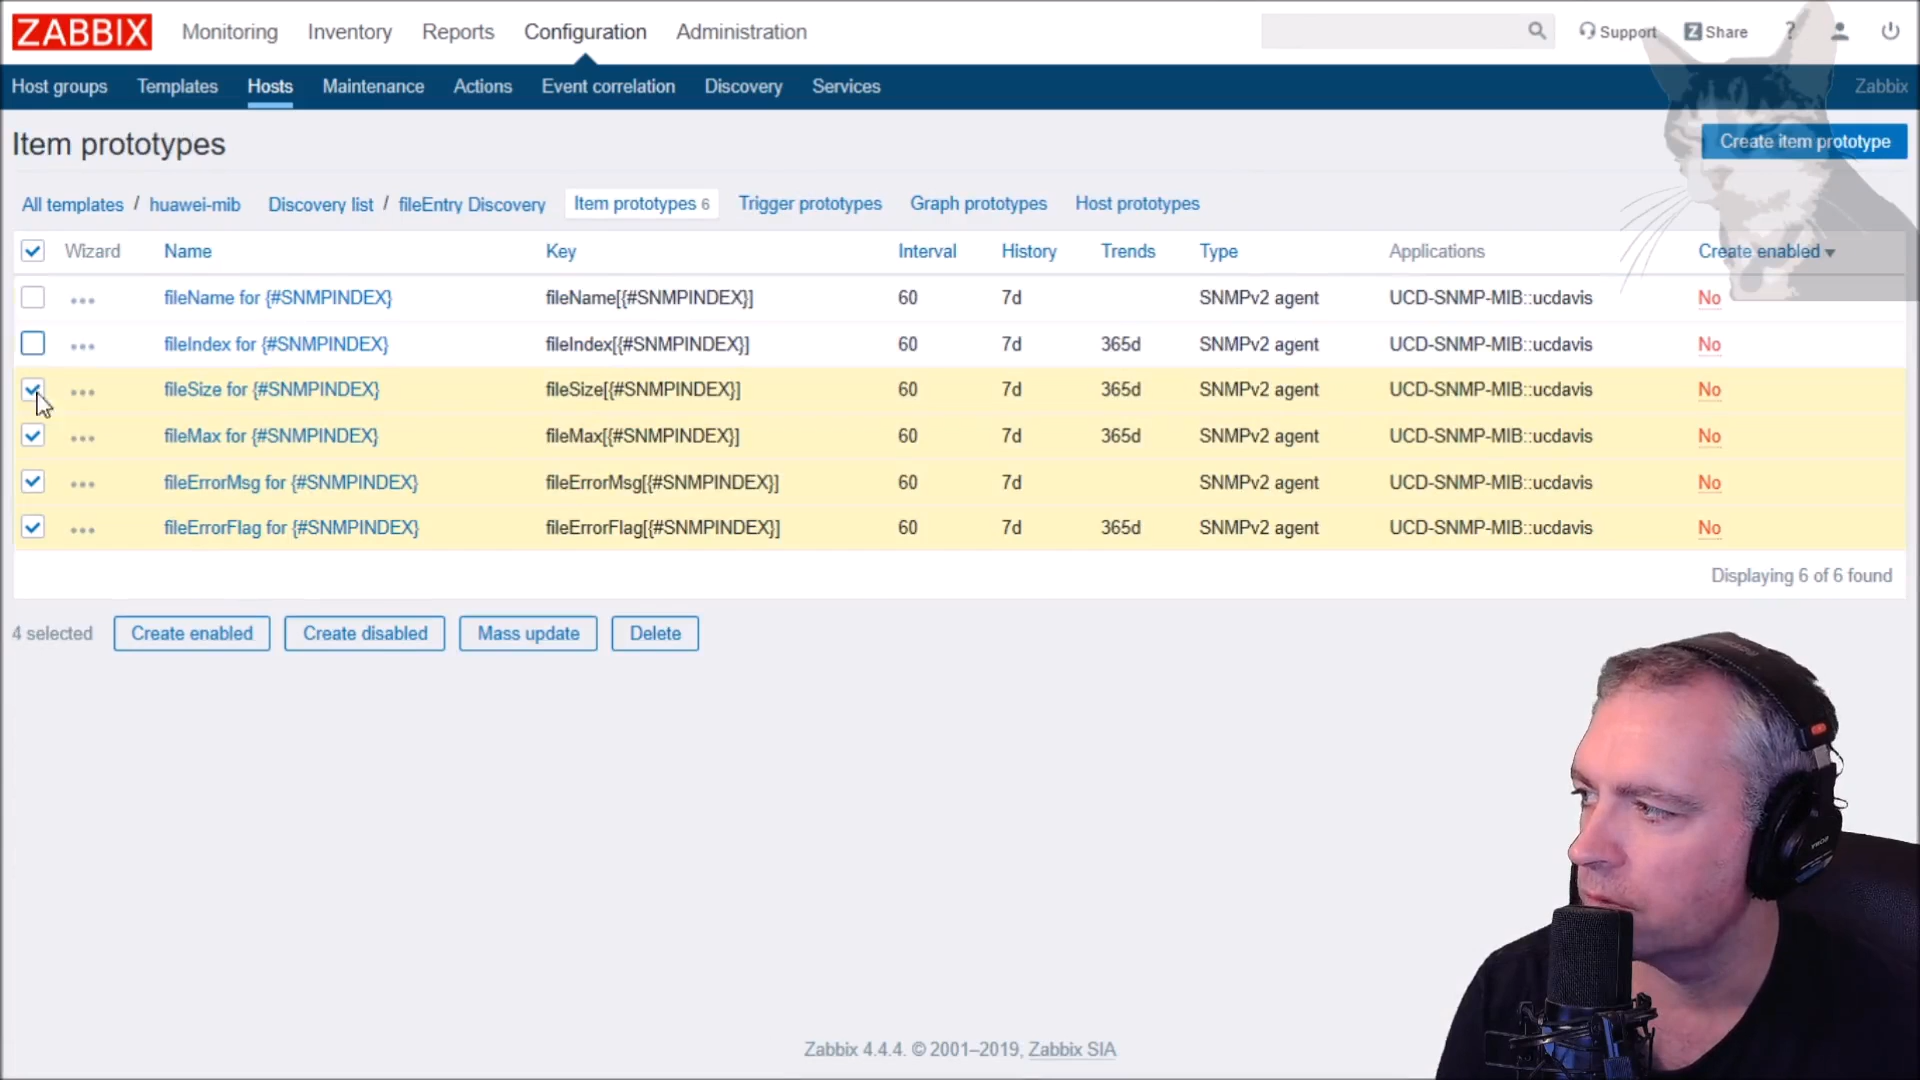 ZABBIX Monitoring Inventory Reports Configuration Administration Support Z Share ?
Host groups Templates Hosts Maintenance Actions Event correlation Discovery Services Zabbix
Item prototypes Create item prototype
All templates / huawei-mib Discovery list / fileEntry Discovery Item prototypes 6 Trigger prototypes Graph prototypes Host prototypes
Wizard Name Key Interval History Trends Type Applications Create enabled
fileName for {#SNMPINDEX} fileName[{#SNMPINDEX}] 60 7d SNMPv2 agent UCD-SNMP-MIB::ucdavis No
fileIndex for {#SNMPINDEX} fileIndex[{#SNMPINDEX}] 60 7d 365d SNMPv2 agent UCD-SNMP-MIB::ucdavis No
fileSize for {#SNMPINDEX} fileSize[{#SNMPINDEX}] 60 7d 365d SNMPv2 agent UCD-SNMP-MIB::ucdavis No
fileMax for {#SNMPINDEX} fileMax[{#SNMPINDEX}] 60 7d 365d SNMPv2 agent UCD-SNMP-MIB::ucdavis No
fileErrorMsg for {#SNMPINDEX} fileErrorMsg[{#SNMPINDEX}] 60 7d SNMPv2 agent UCD-SNMP-MIB::ucdavis No
fileErrorFlag for {#SNMPINDEX} fileErrorFlag[{#SNMPINDEX}] 60 7d 365d SNMPv2 agent UCD-SNMP-MIB::ucdavis No
Displaying 6 of 6 found
4 selected Create enabled Create disabled Mass update Delete
Zabbix 4.4.4. © 2001–2019, Zabbix SIA